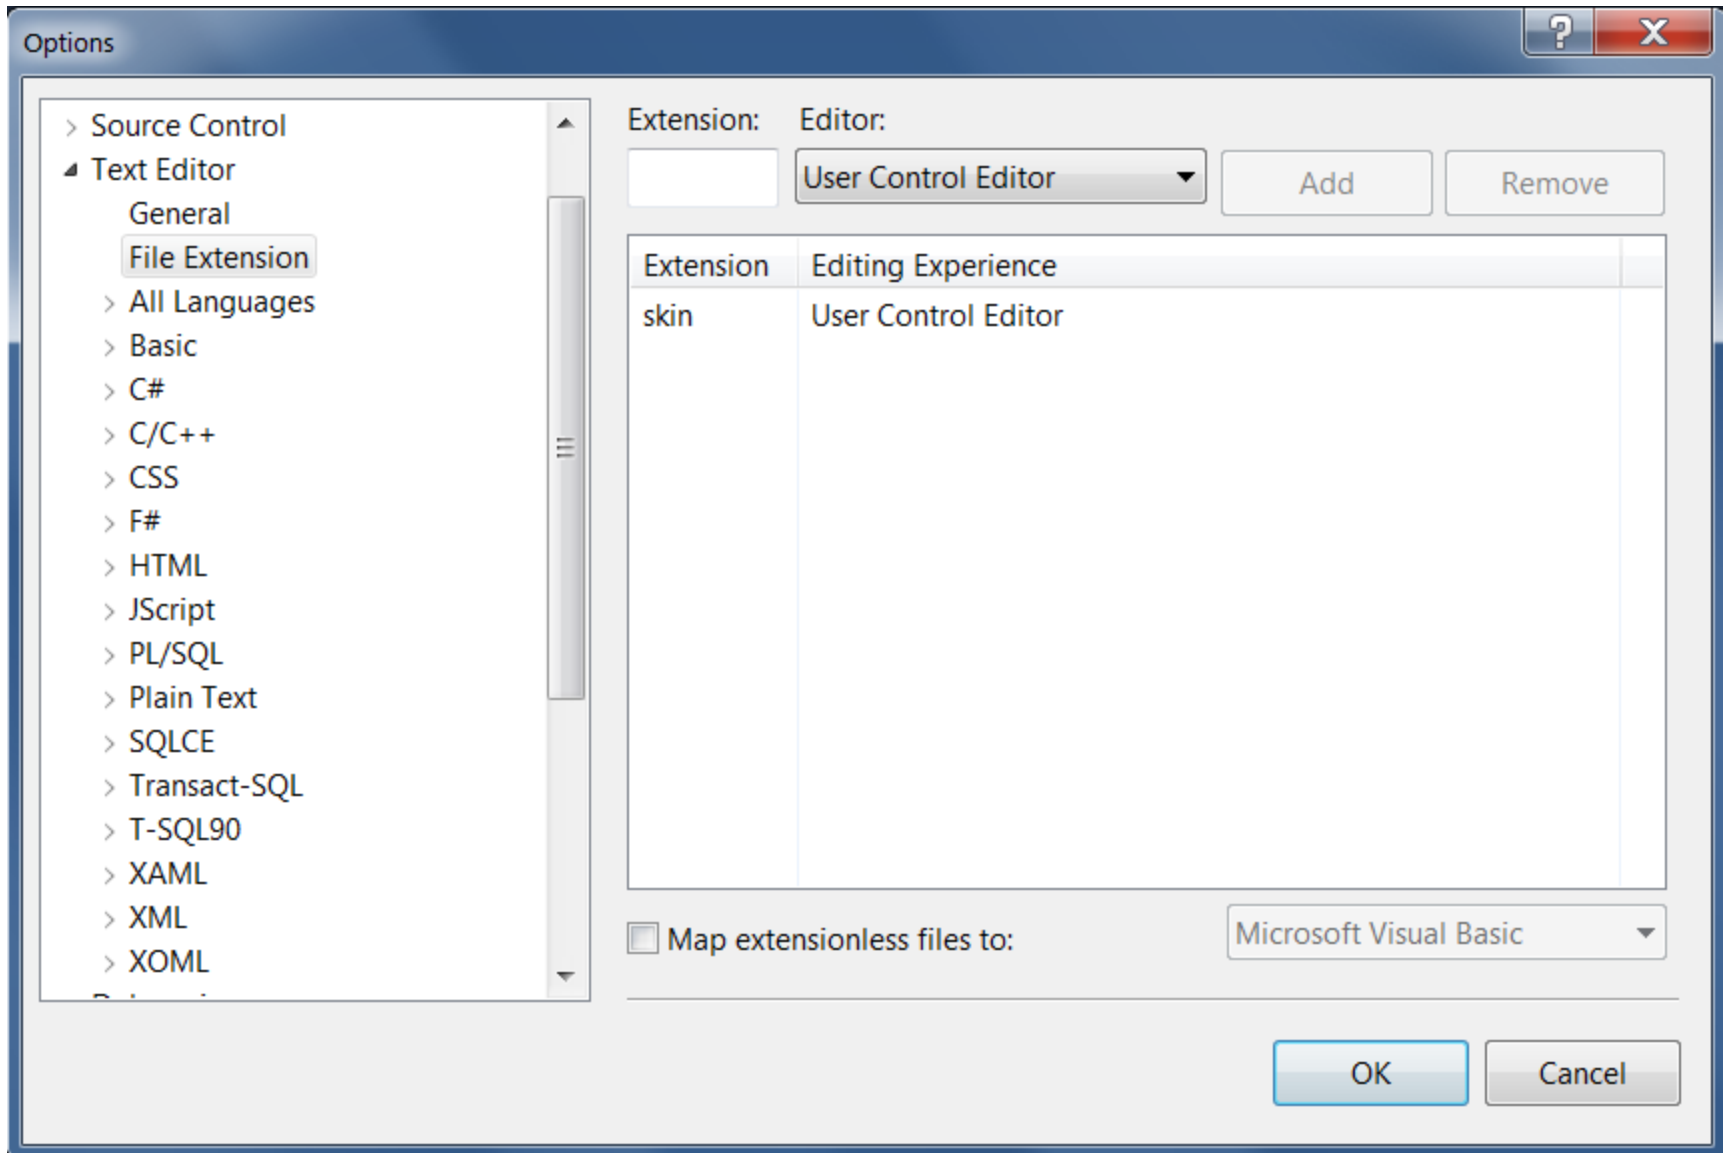 Options
Source Control
Text Editor
General
File Extension
All Languages
Basic
C#
C/C++
CSS
F#
HTML
JScript
PL/SQL
Plain Text
SQLCE
Transact-SQL
T-SQL90
XAML
XML
XOML
Extension: Editor:
User Control Editor
Add
Remove
Extension Editing Experience
skin User Control Editor
Map extensionless files to:
Microsoft Visual Basic
OK
Cancel